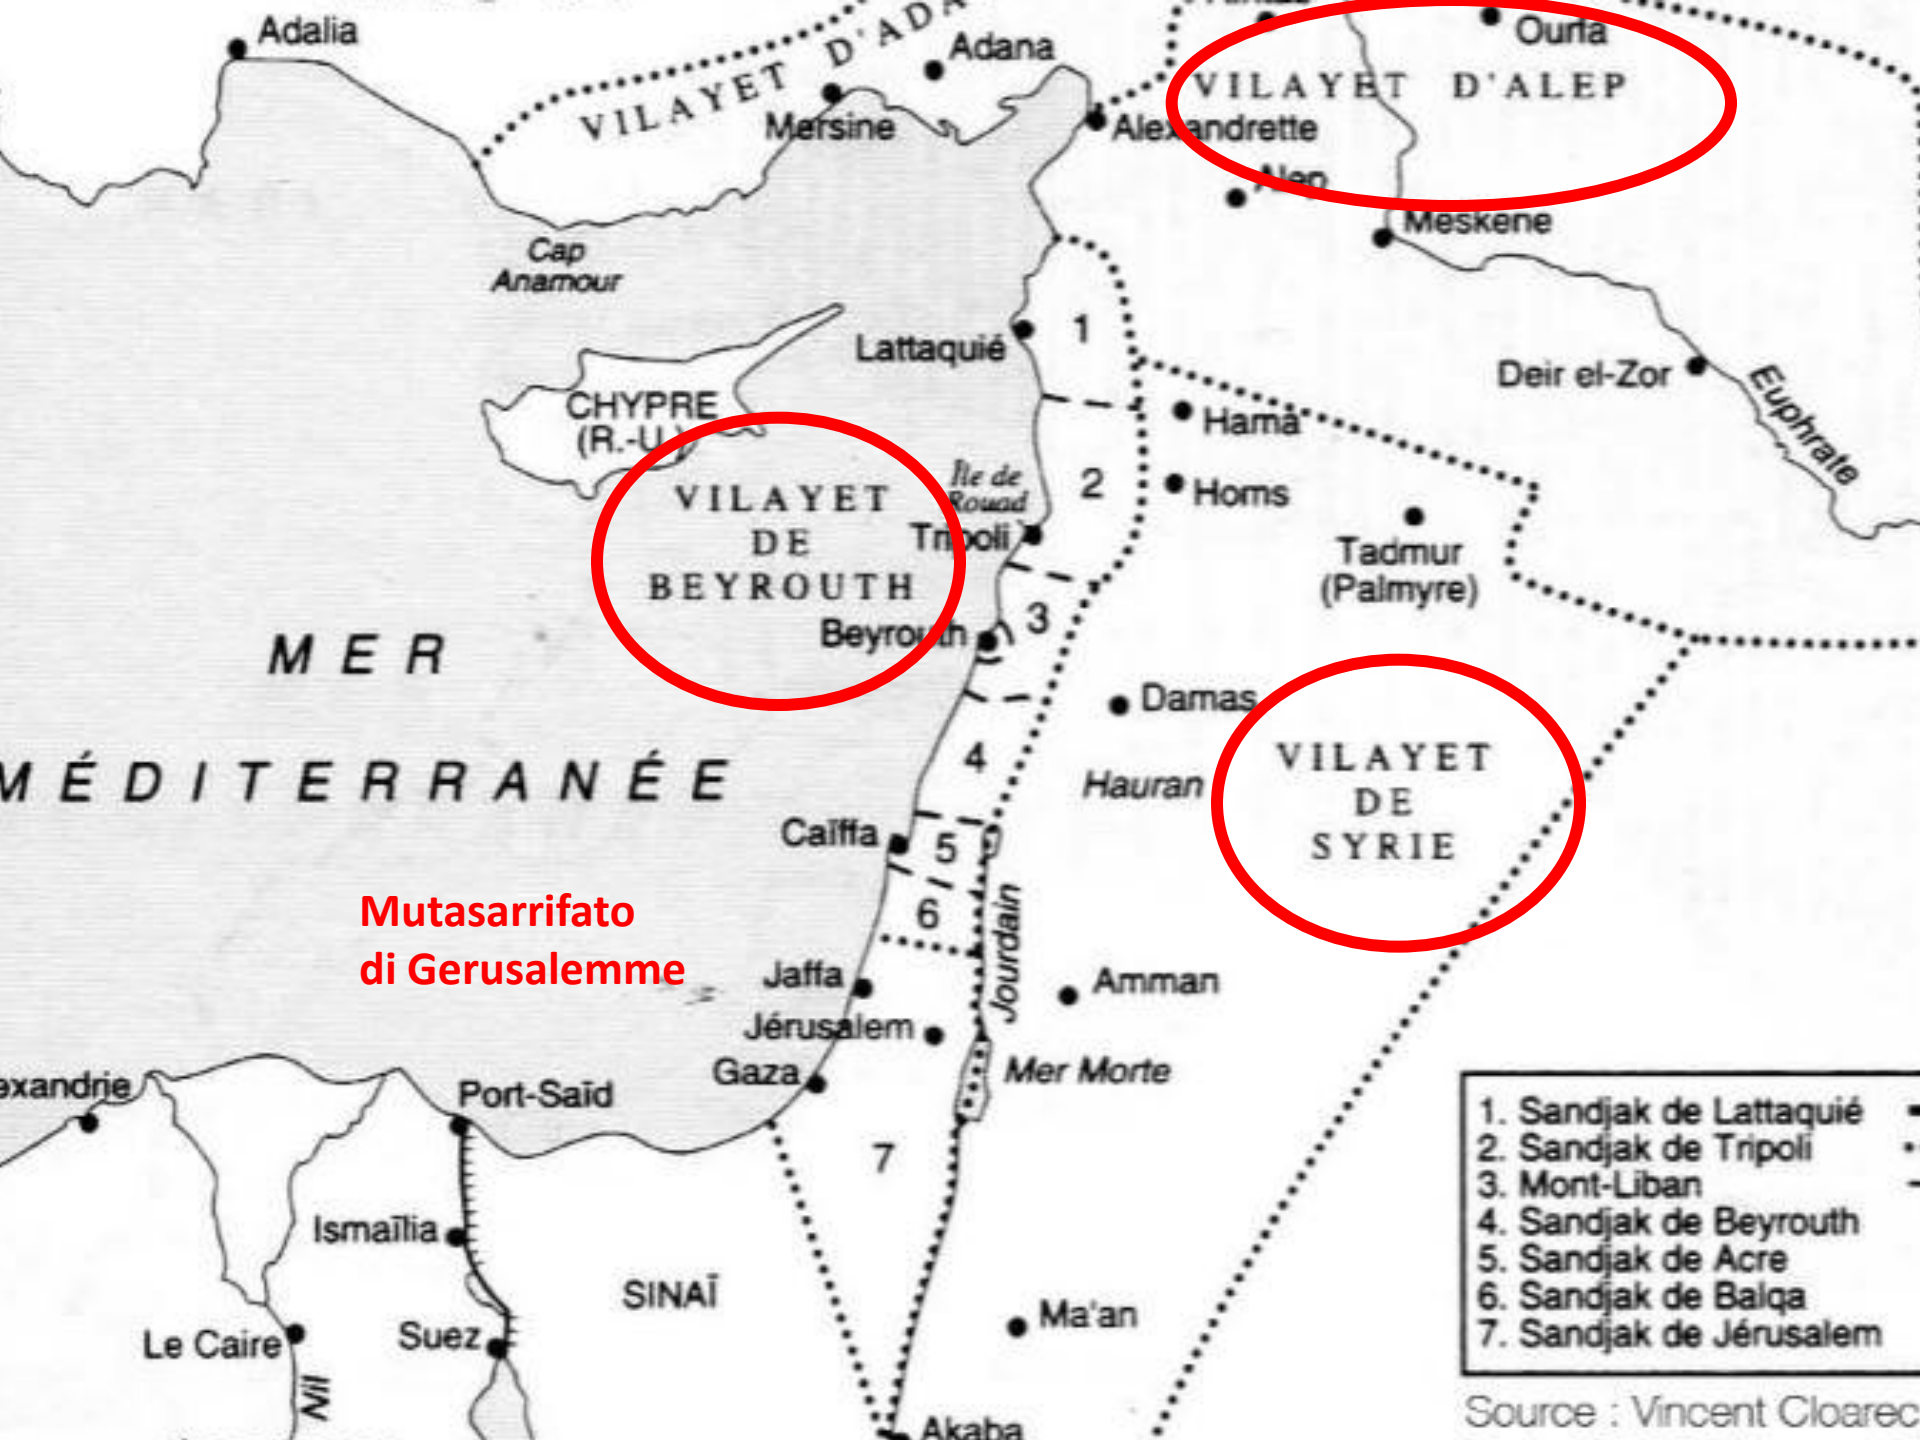 Adalia
VILAYET D'ADA
Adana
Mersine
Ourfa
VILAYET D'ALEP
Alexandrette
Alep
Meskene
Cap
Anamour
Lattaquié
1
Deir el-Zor
Euphrate
CHYPRE
(R.-U.)
Hama
2
Homs
Île de
Rouad
VILAYET
DE
BEYROUTH
Tripoli
Tadmur
(Palmyre)
3
Beyrouth
MER
MÉDITERRANÉE
Damas
4
Hauran
VILAYET
DE
SYRIE
Caïffa
5
6
Jourdain
Mutasarrifato
di Gerusalemme
Jaffa
Amman
Jérusalem
Gaza
Mer Morte
exandrie
Port-Saïd
7
Ismaïlia
SINAÏ
Le Caire
Suez
Nil
Ma'an
Akaba
1. Sandjak de Lattaquié
2. Sandjak de Tripoli
3. Mont-Liban
4. Sandjak de Beyrouth
5. Sandjak de Acre
6. Sandjak de Balqa
7. Sandjak de Jérusalem
Source : Vincent Cloarec